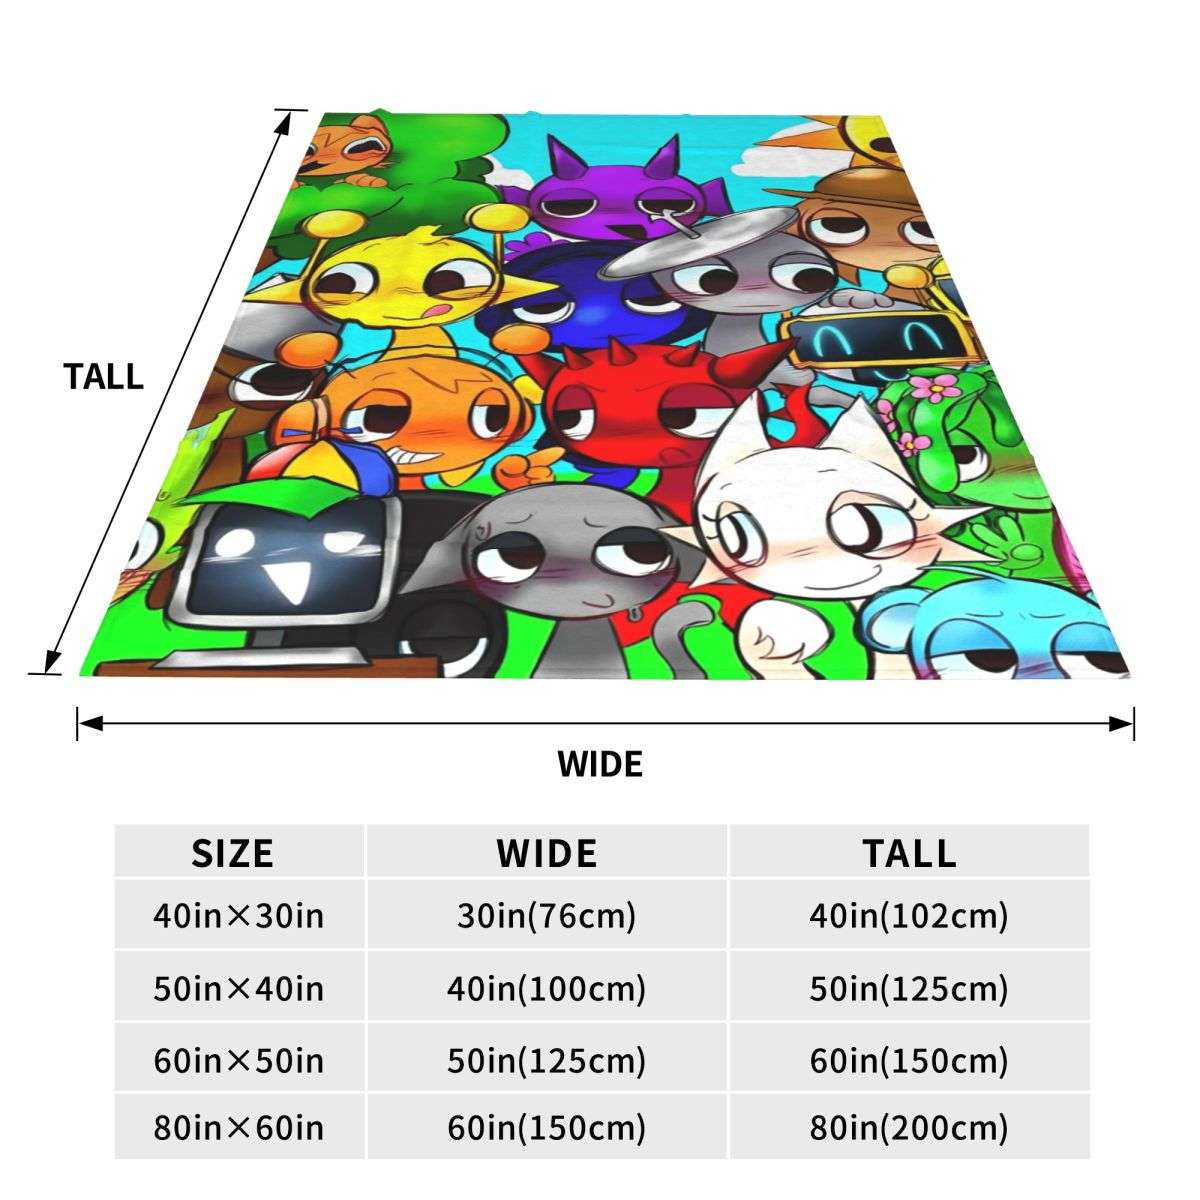 TALL
WIDE
SIZE WIDE TALL
40in×30in 30in(76cm) 40in(102cm)
50in×40in 40in(100cm) 50in(125cm)
60in×50in 50in(125cm) 60in(150cm)
80in×60in 60in(150cm) 80in(200cm)